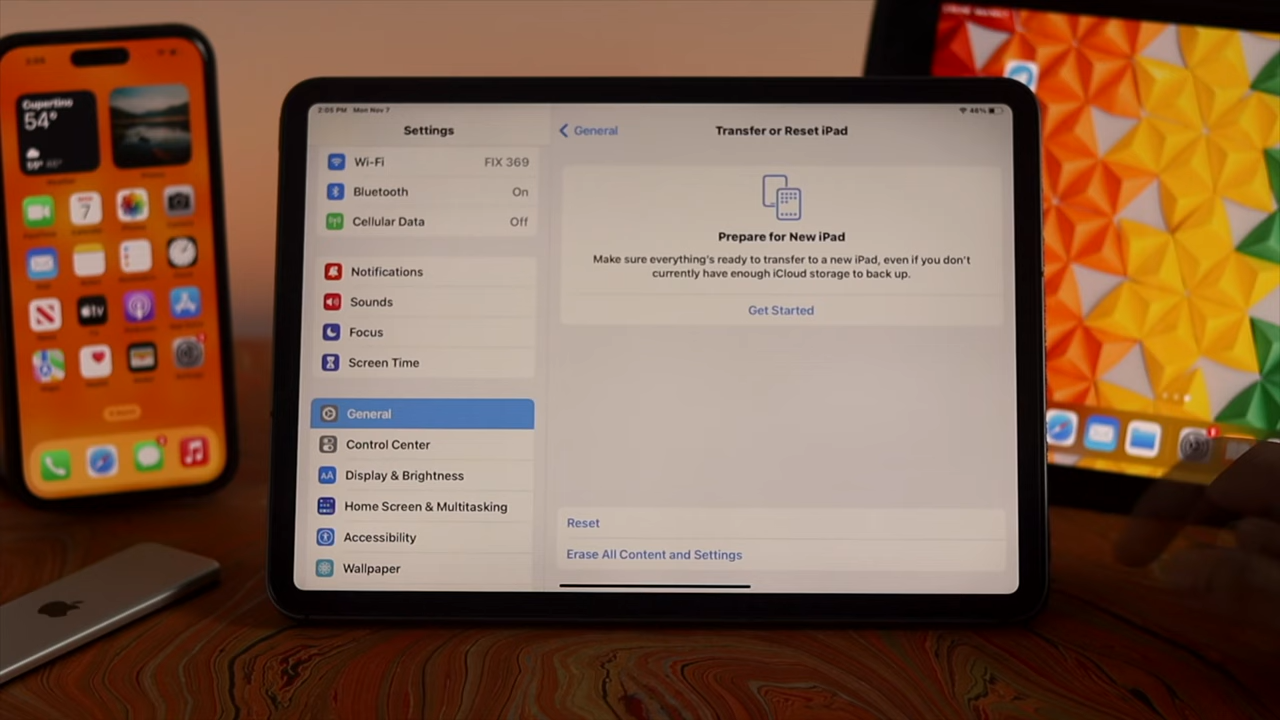 Cupertino
54°
7
2:05 PM Mon Nov 7
46%
Settings
Wi-Fi FIX 369
Bluetooth On
Cellular Data Off
Notifications
Sounds
Focus
Screen Time
General
Control Center
AA Display & Brightness
Home Screen & Multitasking
Accessibility
Wallpaper
General
Transfer or Reset iPad
Prepare for New iPad
Make sure everything's ready to transfer to a new iPad, even if you don't
currently have enough iCloud storage to back up.
Get Started
Reset
Erase All Content and Settings